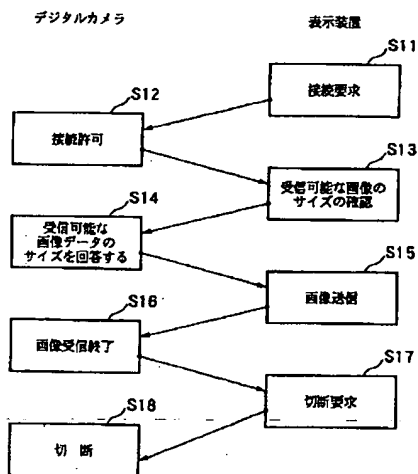 デジタルカメラ
表示装置
S11
接続要求
S12
接続許可
S13
受信可能な画像の
サイズの確認
S14
受信可能な
画像データの
サイズを回答する
S15
画像送信
S16
画像受信終了
S17
切断要求
S18
切 断